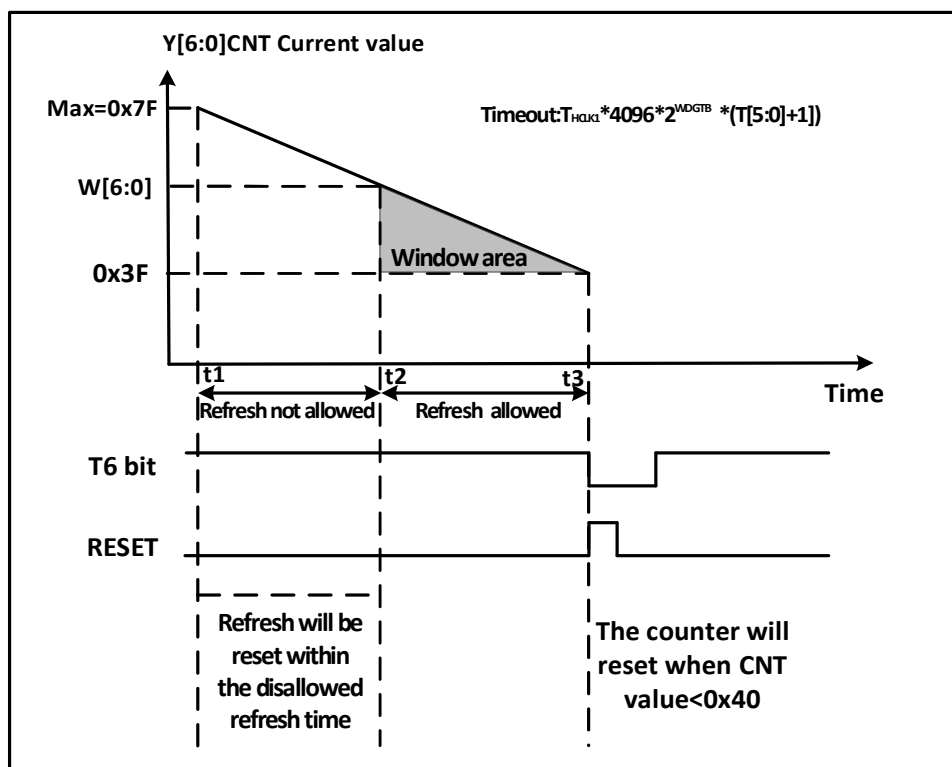 Y[6:0]CNT Current value
Max=0x7F
Timeout:THCLK1*4096*2WDGTB *(T[5:0]+1])
W[6:0]
Window area
0x3F
t1
t2
t3
Time
Refresh not allowed
Refresh allowed
T6 bit
RESET
Refresh will be
reset within
the disallowed
refresh time
The counter will
reset when CNT
value<0x40